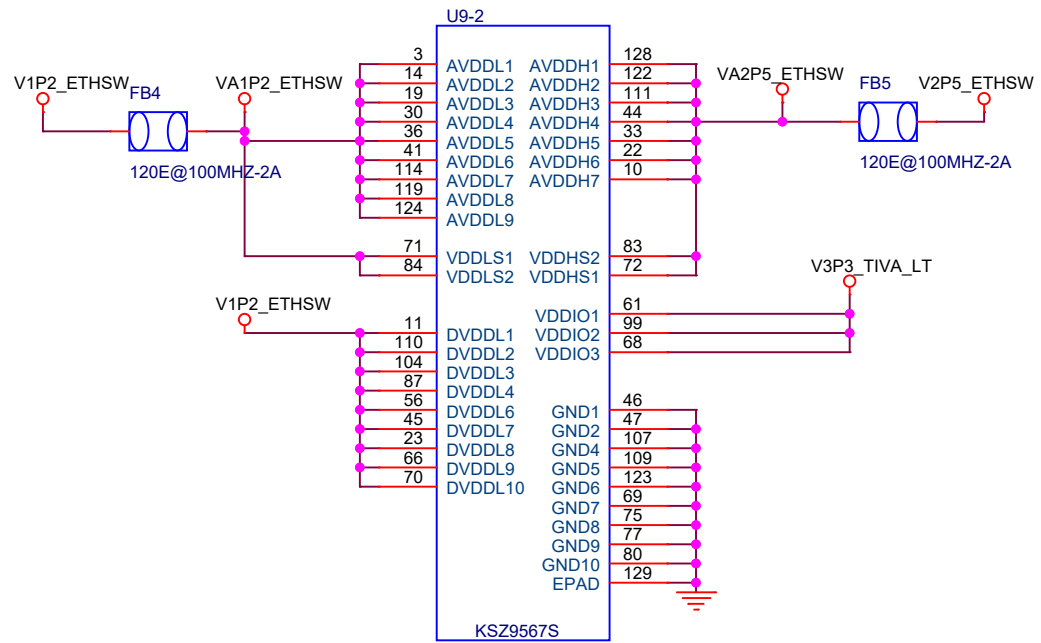 U9-2
3 AVDDL1 AVDDH1 128
14 AVDDL2 AVDDH2 122
19 AVDDL3 AVDDH3 111
30 AVDDL4 AVDDH4 44
36 AVDDL5 AVDDH5 33
41 AVDDL6 AVDDH6 22
114 AVDDL7 AVDDH7 10
119 AVDDL8
124 AVDDL9
V1P2_ETHSW
FB4
120E@100MHZ-2A
VA1P2_ETHSW
VA2P5_ETHSW
FB5
120E@100MHZ-2A
V2P5_ETHSW
71 VDDLS1 VDDHS2 83
84 VDDLS2 VDDHS1 72
V3P3_TIVA_LT
VDDIO1 61
VDDIO2 99
VDDIO3 68
V1P2_ETHSW
11 DVDDL1
110 DVDDL2
104 DVDDL3
87 DVDDL4
56 DVDDL6
45 DVDDL7
23 DVDDL8
66 DVDDL9
70 DVDDL10
GND1 46
GND2 47
GND4 107
GND5 109
GND6 123
GND7 69
GND8 75
GND9 77
GND10 80
EPAD 129
KSZ9567S